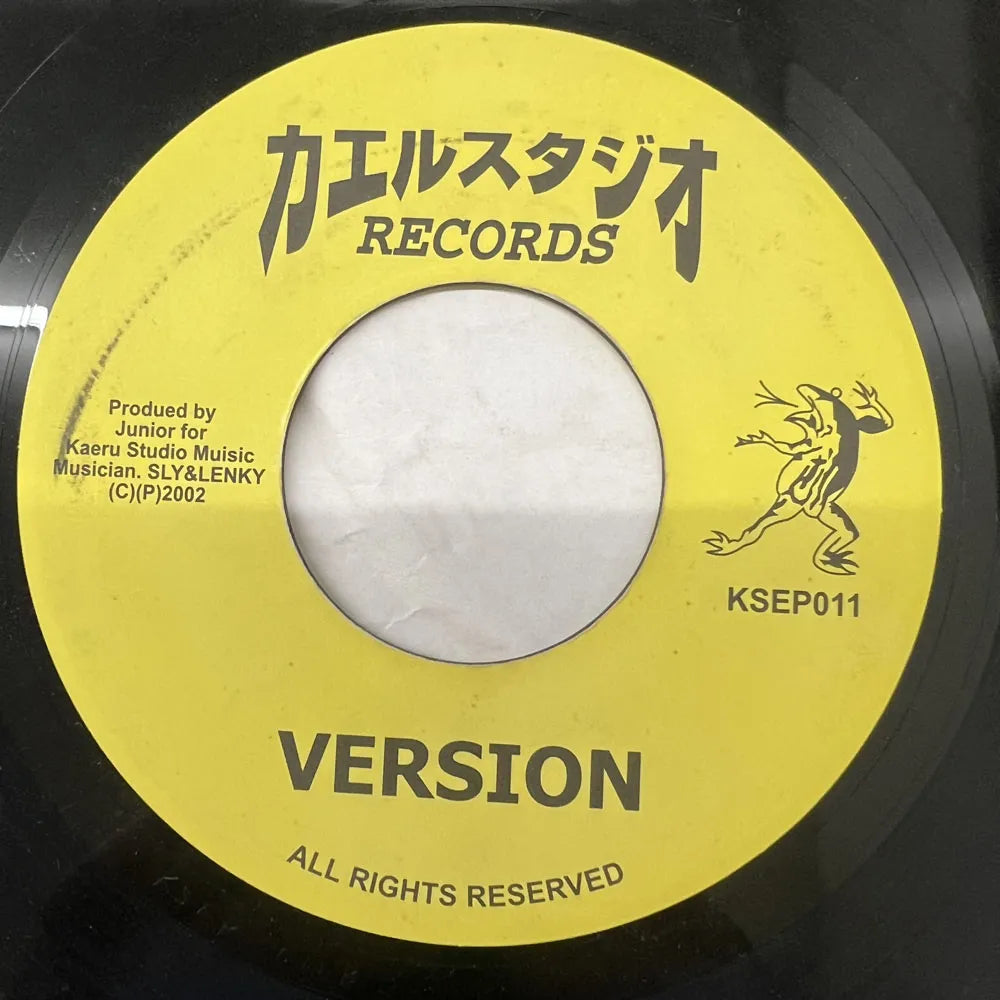 カエルスタジオ
RECORDS
Produed by
Junior for
Kaeru Studio Muisic
Musician. SLY&LENKY
(C)(P)2002
KSEP011
VERSION
ALL RIGHTS RESERVED